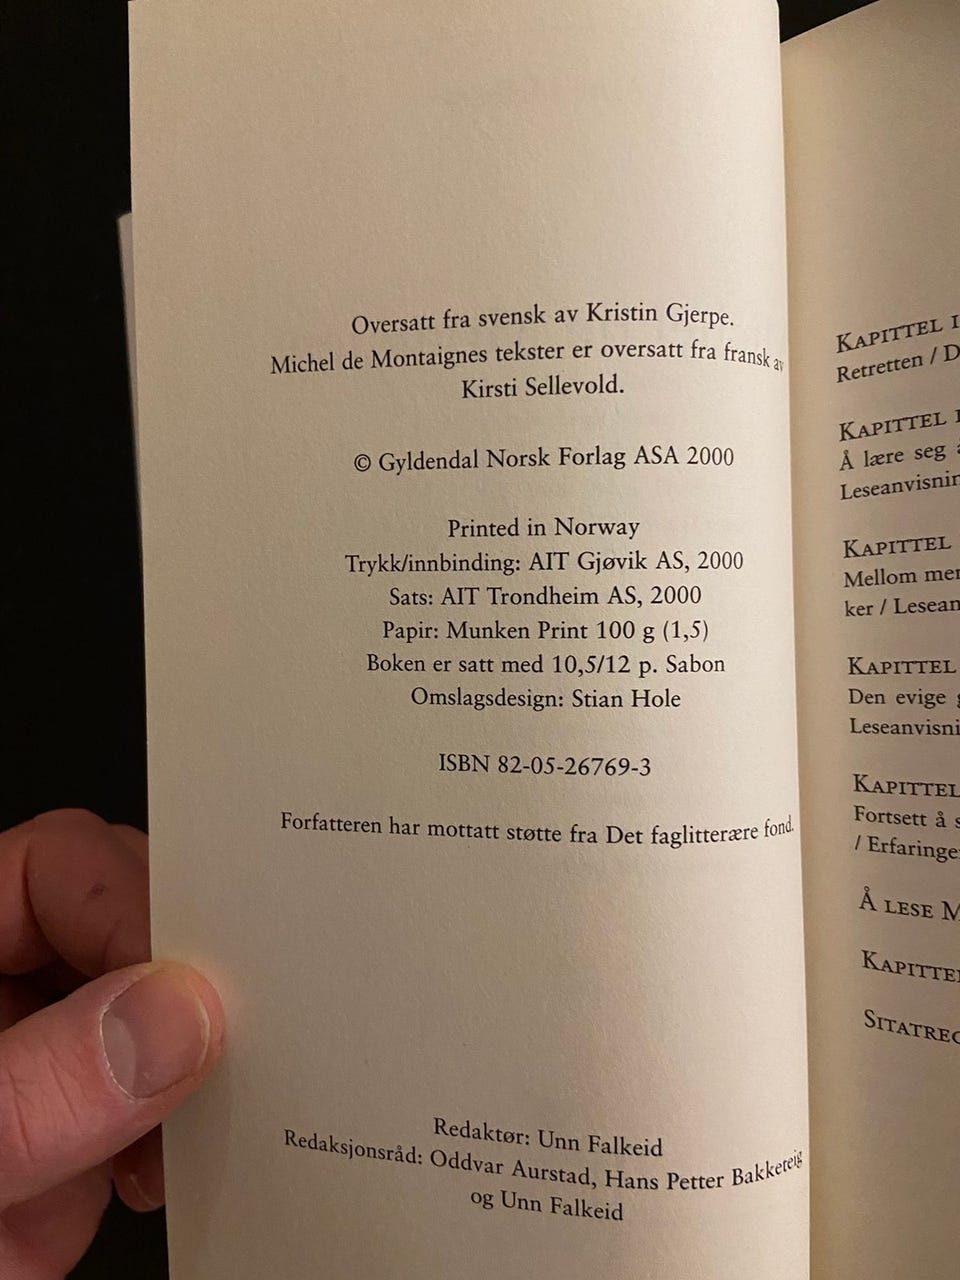 Oversatt fra svensk av Kristin Gjerpe.
Michel de Montaignes tekster er oversatt fra fransk av
Kirsti Sellevold.
© Gyldendal Norsk Forlag ASA 2000
Printed in Norway
Trykk/innbinding: AIT Gjøvik AS, 2000
Sats: AIT Trondheim AS, 2000
Papir: Munken Print 100 g (1,5)
Boken er satt med 10,5/12 p. Sabon
Omslagsdesign: Stian Hole
ISBN 82-05-26769-3
Forfatteren har mottatt støtte fra Det faglitterære fond.
Redaktør: Unn Falkeid
Redaksjonsråd: Oddvar Aurstad, Hans Petter Bakketeig
og Unn Falkeid
KAPITTEL
Retretten /
KAPITTEL
Å lære seg
KAPITTEL
Mellom
ker /
KAPITTEL
Den evige
KAPITTEL
Fortsett å
/
Å LESE